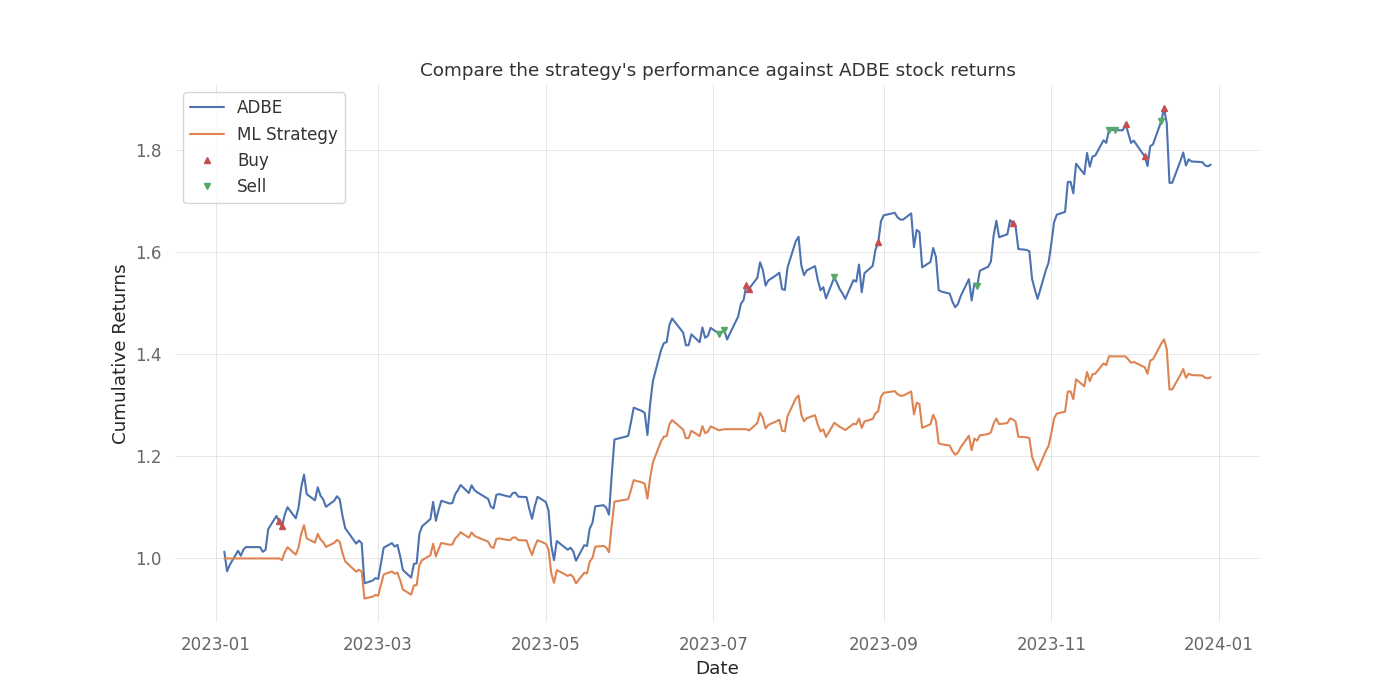 Compare the strategy's performance against ADBE stock returns
ADBE
ML Strategy
Buy
Sell
Cumulative Returns
1.8
1.6
1.4
1.2
1.0
2023-01
2023-03
2023-05
2023-07
2023-09
2023-11
2024-01
Date